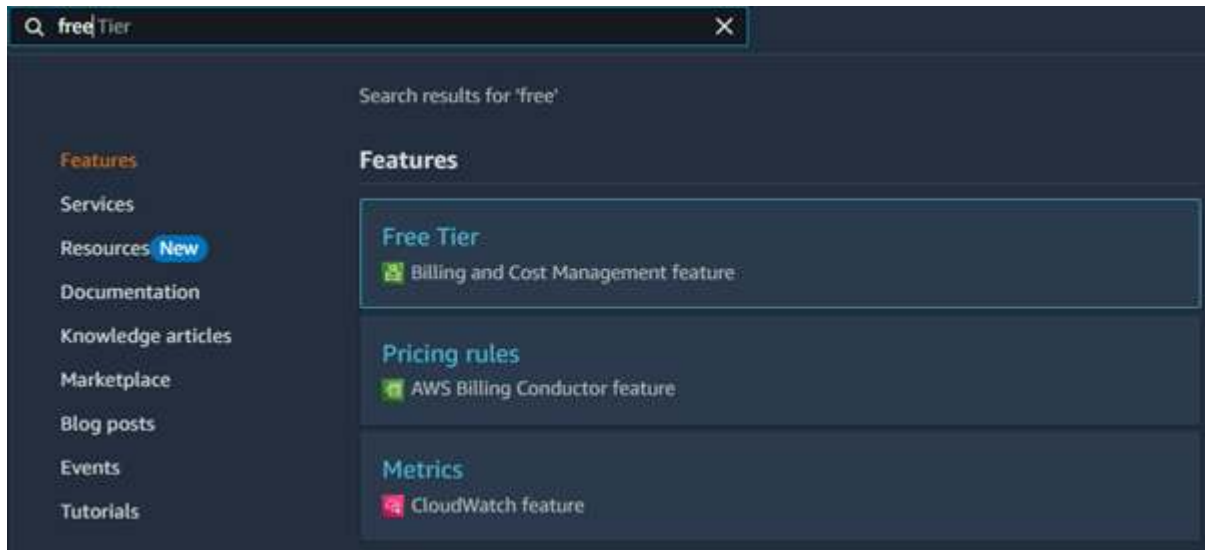 free Tier
Search results for 'free'
Features
Services
Resources New
Documentation
Knowledge articles
Marketplace
Blog posts
Events
Tutorials
Features
Free Tier
Billing and Cost Management feature
Pricing rules
AWS Billing Conductor feature
Metrics
CloudWatch feature